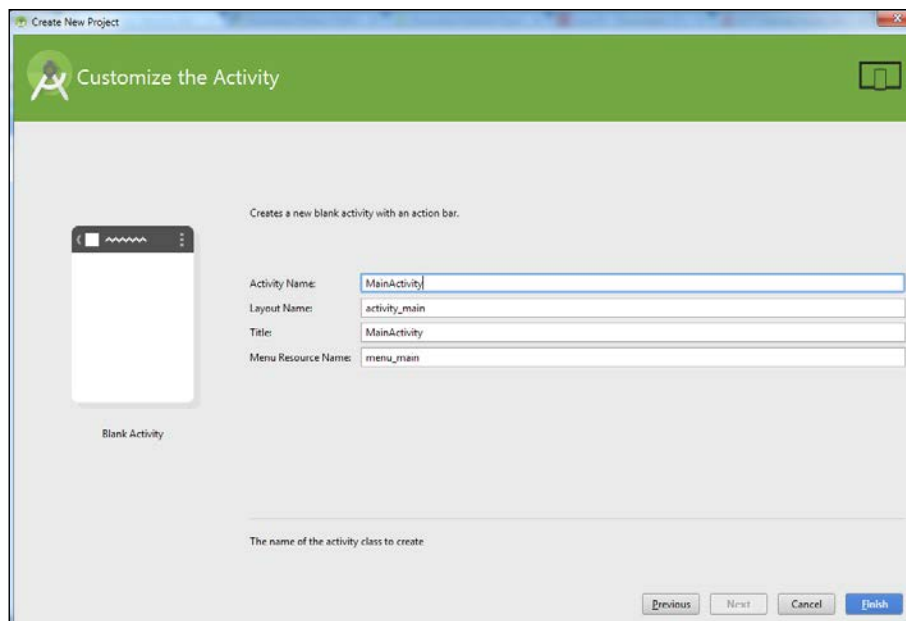 Create New Project
Customize the Activity
Creates a new blank activity with an action bar.
Activity Name: MainActivity
Layout Name: activity_main
Title: MainActivity
Menu Resource Name: menu_main
Blank Activity
The name of the activity class to create
Previous Next Cancel Finish